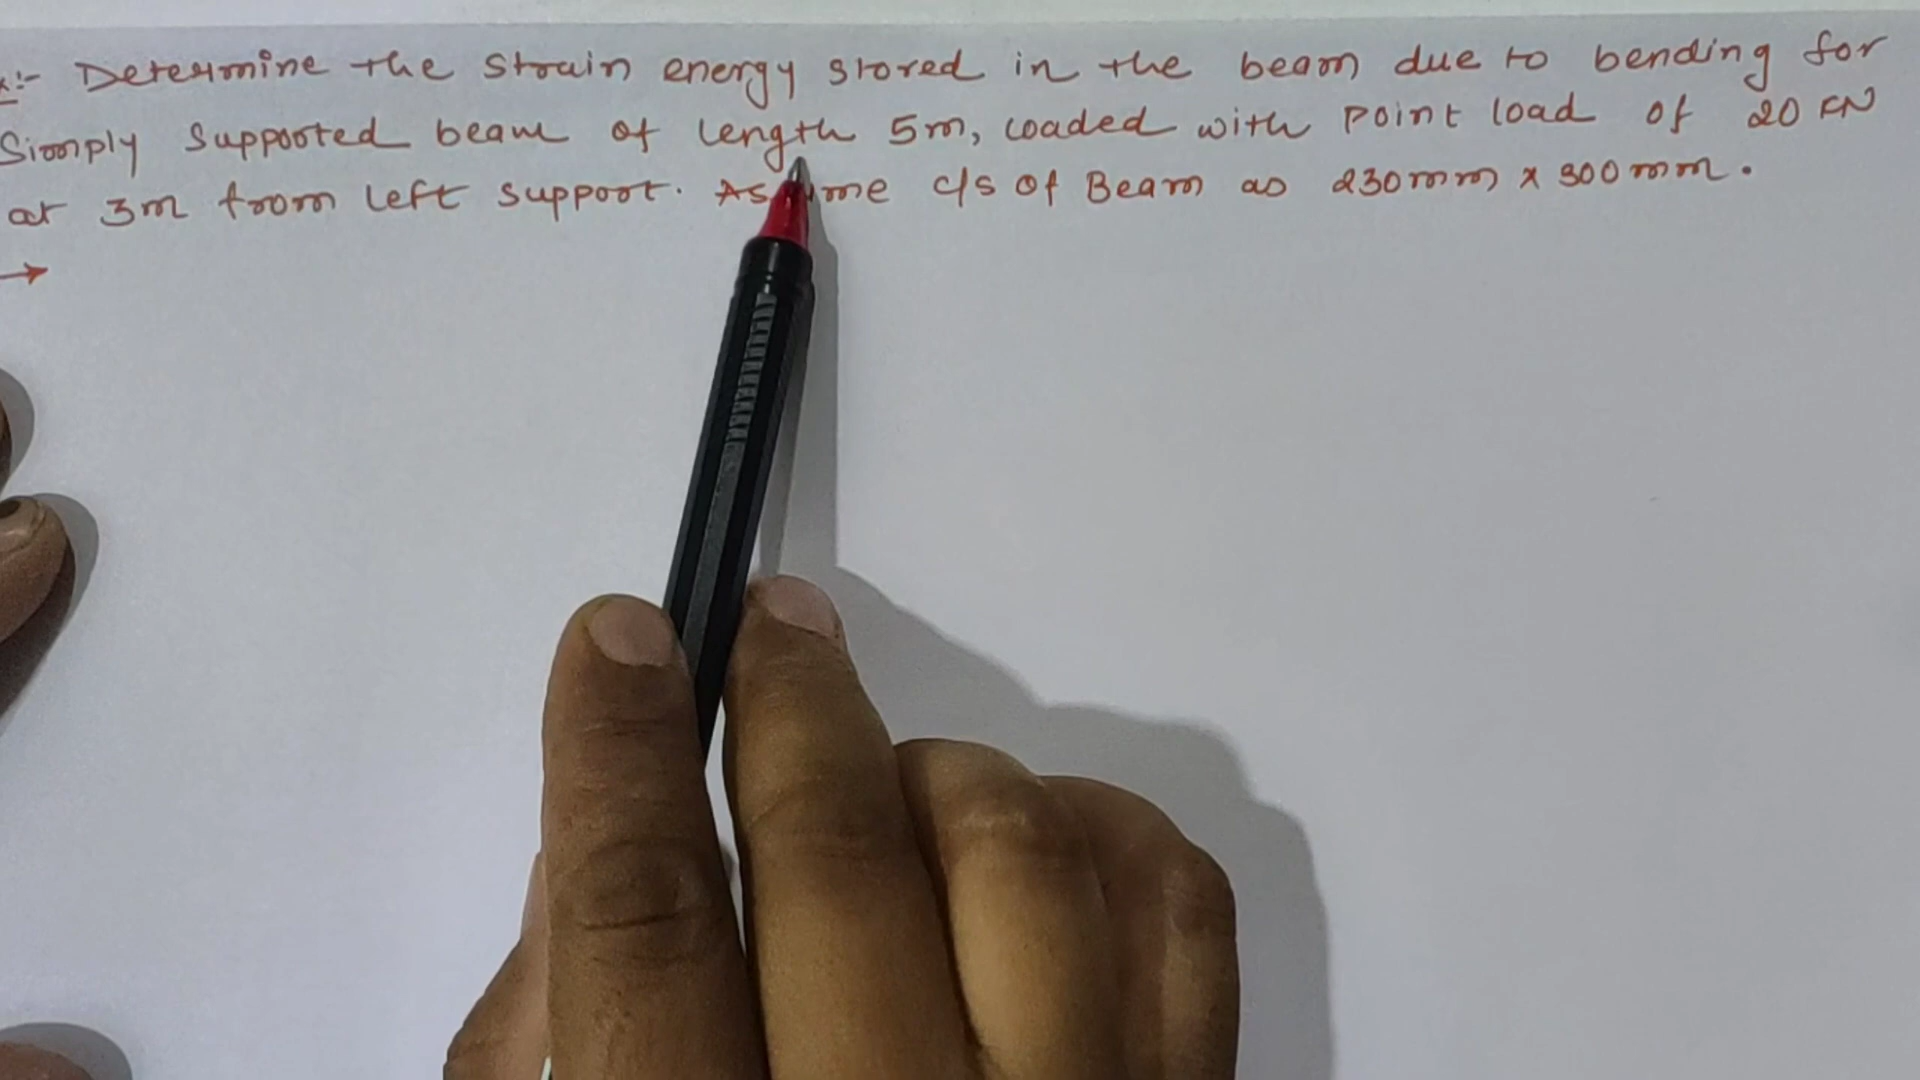 x:- Determine the strain energy stored in the beam due to bending for
Simply supported beam of length 5m, loaded with point load of 20 KN
at 3m from left support. c/s of Beam as 230mm x 300mm.
→